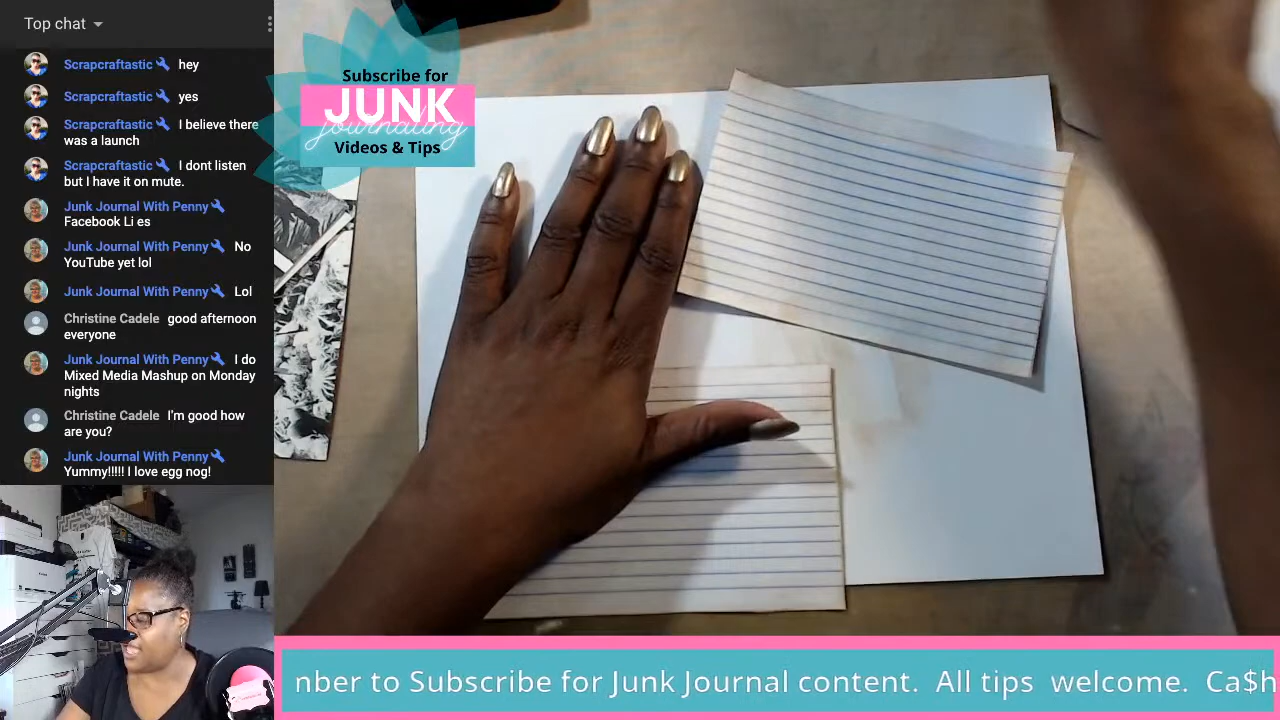 Top chat
Scrapcraftastic hey
Scrapcraftastic yes
Scrapcraftastic I believe there
was a launch
Scrapcraftastic I dont listen
but I have it on mute.
Junk Journal With Penny
Facebook Li es
Junk Journal With Penny No
YouTube yet lol
Junk Journal With Penny Lol
Christine Cadele good afternoon
everyone
Junk Journal With Penny I do
Mixed Media Mashup on Monday
nights
Christine Cadele I'm good how
are you?
Junk Journal With Penny
Yummy!!!!! I love egg nog!
Subscribe for
JUNK
journaling
Videos & Tips
nber to Subscribe for Junk Journal content. All tips welcome. Ca$h